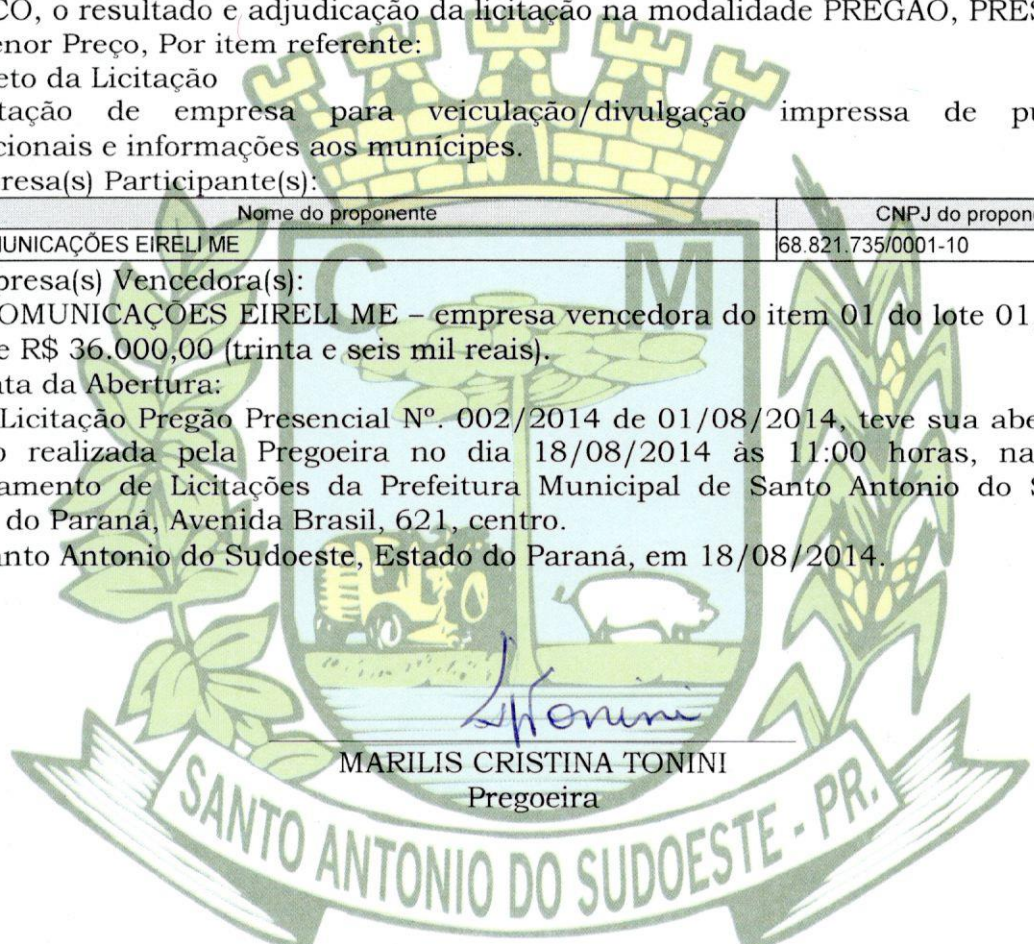 CO, o resultado e adjudicação da licitação na modalidade PREGÃO, PRES
enor Preço, Por item referente:
eto da Licitação
tação de empresa para veiculação/divulgação impressa de pu
cionais e informações aos munícipes.
resa(s) Participante(s):
Nome do proponente CNPJ do propon
MUNICAÇÕES EIRELI ME 68.821.735/0001-10
presa(s) Vencedora(s):
OMUNICAÇÕES EIRELI ME – empresa vencedora do item 01 do lote 01
e R$ 36.000,00 (trinta e seis mil reais).
ata da Abertura:
Licitação Pregão Presencial Nº. 002/2014 de 01/08/2014, teve sua abe
o realizada pela Pregoeira no dia 18/08/2014 às 11:00 horas, na
amento de Licitações da Prefeitura Municipal de Santo Antonio do S
do Paraná, Avenida Brasil, 621, centro.
anto Antonio do Sudoeste, Estado do Paraná, em 18/08/2014.
C M
Tonini
MARILIS CRISTINA TONINI
Pregoeira
SANTO ANTONIO DO SUDOESTE - PR.